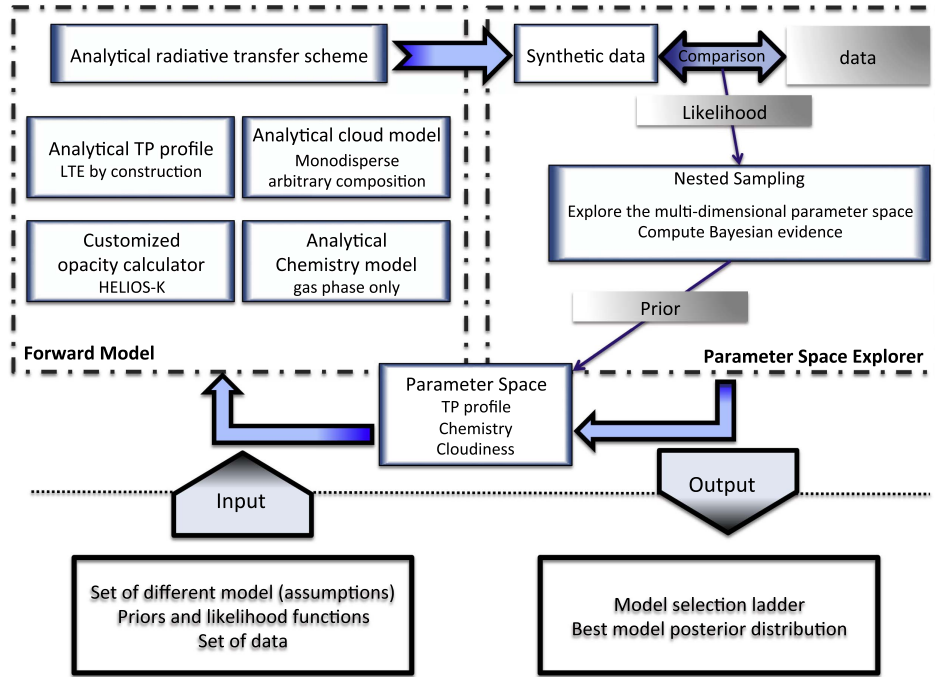 Analytical radiative transfer scheme
Synthetic data
Comparison
data
Likelihood
Analytical TP profile
LTE by construction
Analytical cloud model
Monodisperse
arbitrary composition
Nested Sampling
Explore the multi-dimensional parameter space
Compute Bayesian evidence
Customized
opacity calculator
HELIOS-K
Analytical
Chemistry model
gas phase only
Prior
Forward Model
Parameter Space Explorer
Parameter Space
TP profile
Chemistry
Cloudiness
Input
Output
Set of different model (assumptions)
Priors and likelihood functions
Set of data
Model selection ladder
Best model posterior distribution